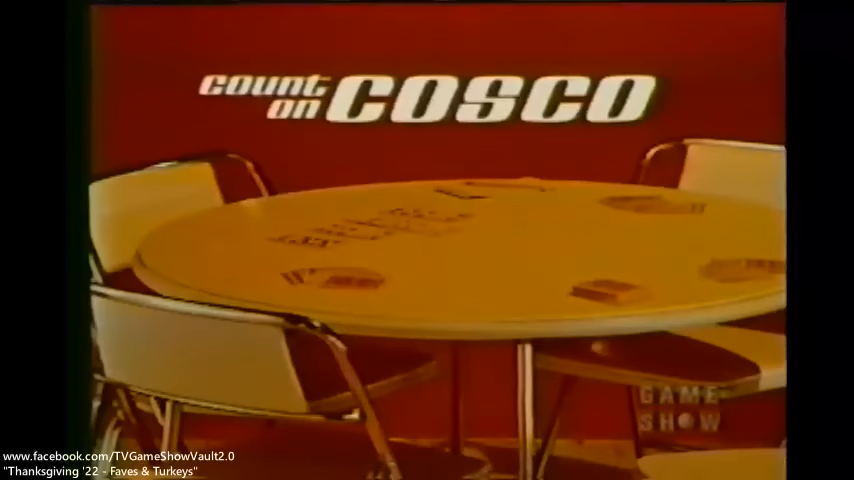 count
on COSCO
GAME
SHOW
www.facebook.com/TVGameShowVault2.0
"Thanksgiving '22 - Faves & Turkeys"